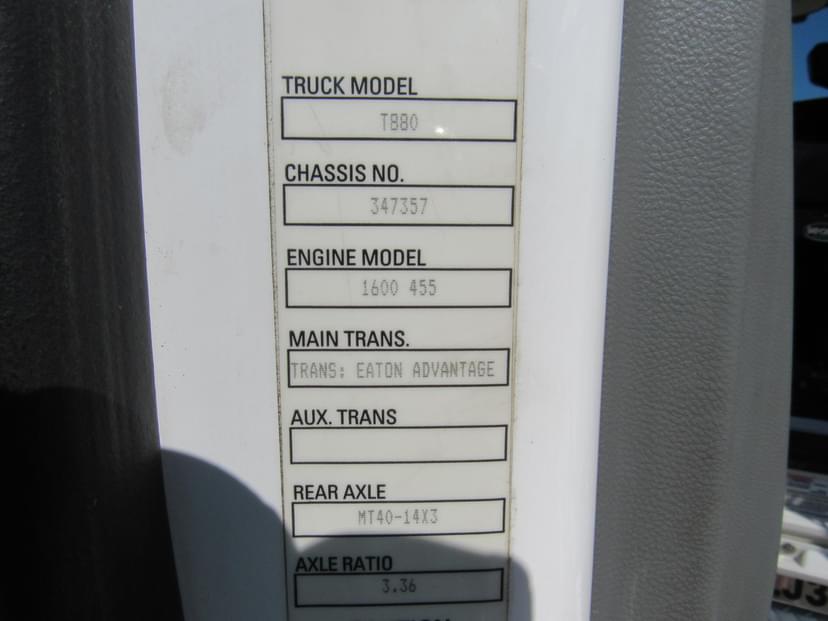 TRUCK MODEL
T880
CHASSIS NO.
347357
ENGINE MODEL
1600 455
MAIN TRANS.
TRANS: EATON ADVANTAGE
AUX. TRANS
REAR AXLE
MT40-14X3
AXLE RATIO
3.36